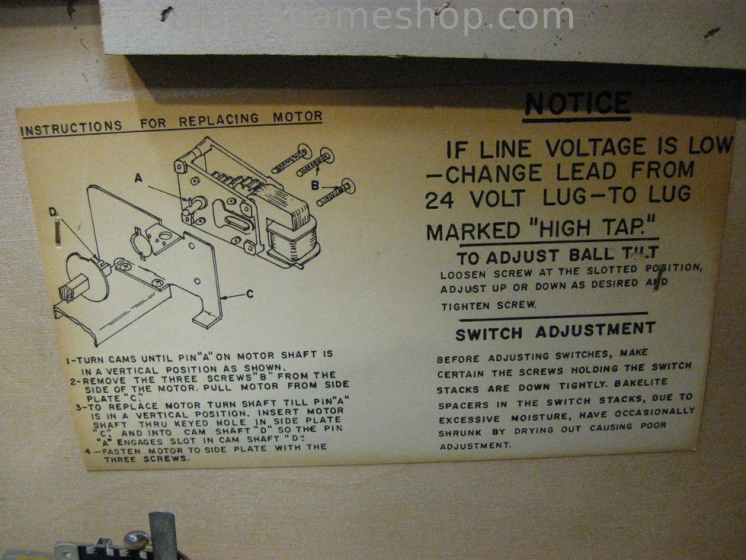 gameshop.com
INSTRUCTIONS FOR REPLACING MOTOR
A
B
D
C
1-TURN CAMS UNTIL PIN "A" ON MOTOR SHAFT IS
IN A VERTICAL POSITION AS SHOWN.
2-REMOVE THE THREE SCREWS "B" FROM THE
SIDE OF THE MOTOR. PULL MOTOR FROM SIDE
PLATE "C."
3-TO REPLACE MOTOR TURN SHAFT TILL PIN "A"
IS IN A VERTICAL POSITION. INSERT MOTOR
SHAFT THRU KEYED HOLE IN SIDE PLATE
"C" AND INTO CAM SHAFT "D" SO THE PIN
"A" ENGAGES SLOT IN CAM SHAFT "D".
4-FASTEN MOTOR TO SIDE PLATE WITH THE
THREE SCREWS.
NOTICE
IF LINE VOLTAGE IS LOW
-CHANGE LEAD FROM
24 VOLT LUG-TO LUG
MARKED "HIGH TAP."
TO ADJUST BALL TILT
LOOSEN SCREW AT THE SLOTTED POSITION,
ADJUST UP OR DOWN AS DESIRED AND
TIGHTEN SCREW.
SWITCH ADJUSTMENT
BEFORE ADJUSTING SWITCHES, MAKE
CERTAIN THE SCREWS HOLDING THE SWITCH
STACKS ARE DOWN TIGHTLY. BAKELITE
SPACERS IN THE SWITCH STACKS, DUE TO
EXCESSIVE MOISTURE, HAVE OCCASIONALLY
SHRUNK BY DRYING OUT CAUSING POOR
ADJUSTMENT.